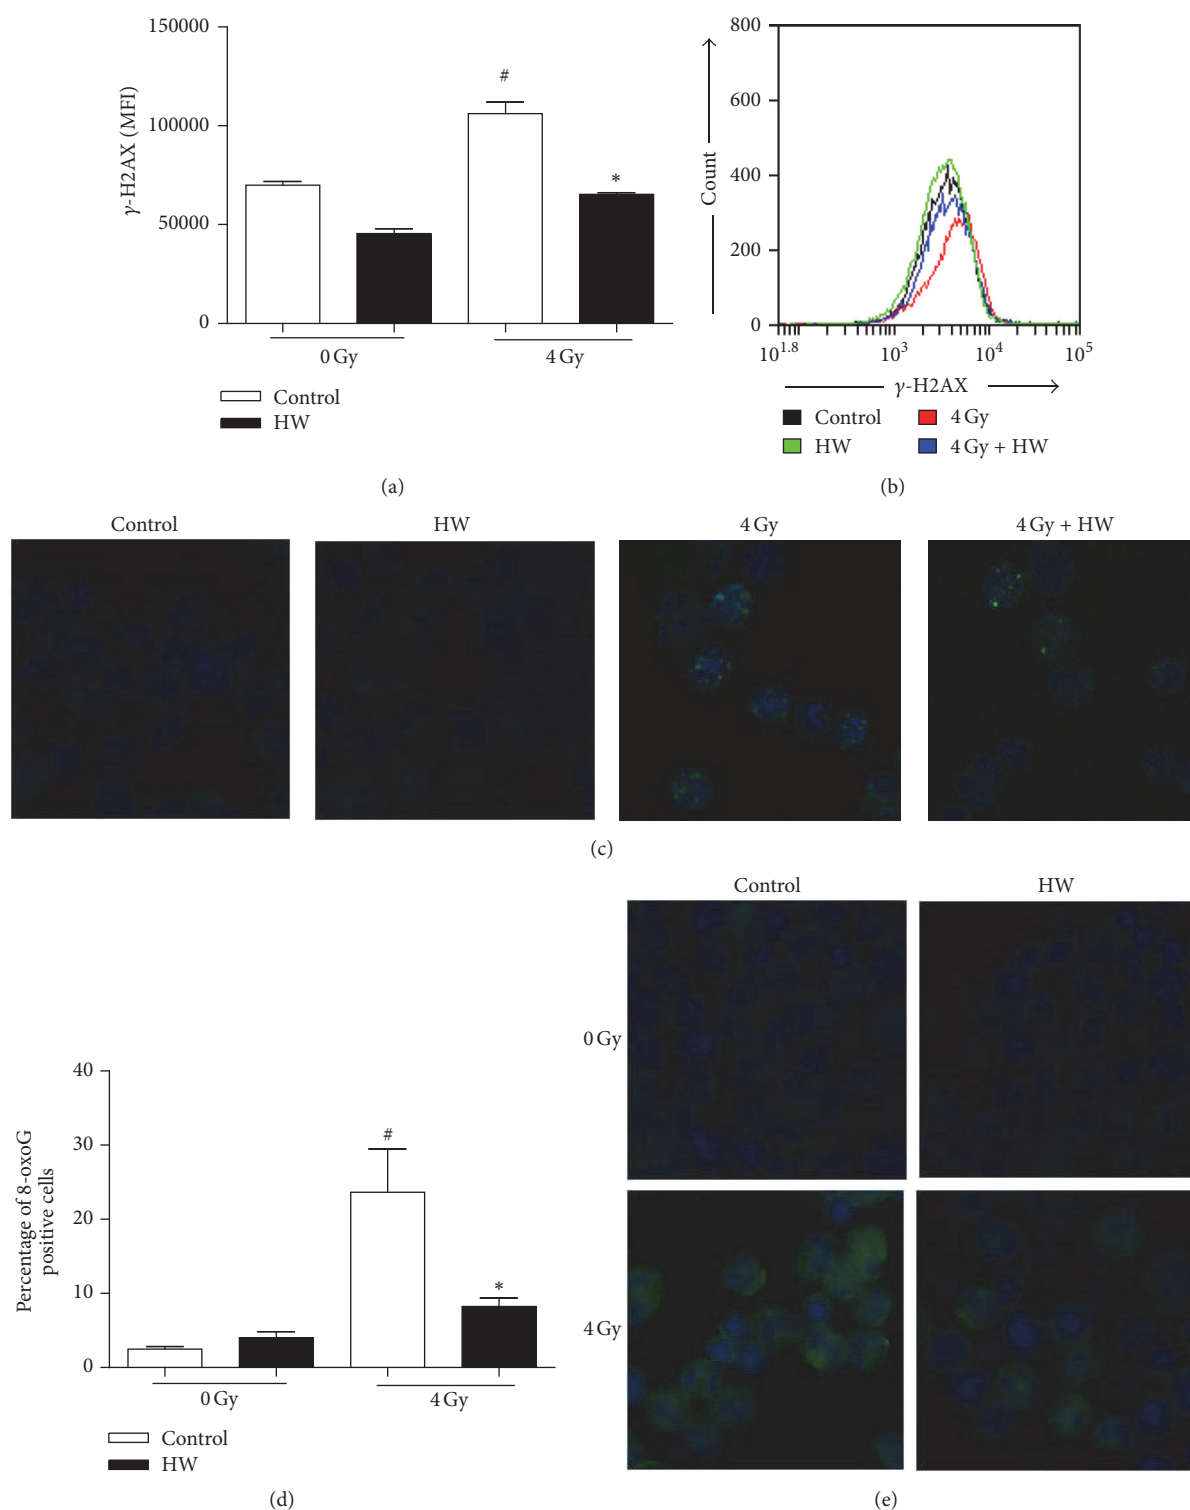 150000
100000
50000
0
γ-H2AX (MFI)
#
*
0 Gy
4 Gy
Control
HW
(a)
800
600
400
200
0
Count
10^1.8
10^3
10^4
10^5
γ-H2AX
Control
4 Gy
HW
4 Gy + HW
(b)
Control
HW
4 Gy
4 Gy + HW
(c)
40
30
20
10
0
Percentage of 8-oxoG
positive cells
#
*
0 Gy
4 Gy
Control
HW
(d)
Control
HW
0 Gy
4 Gy
(e)